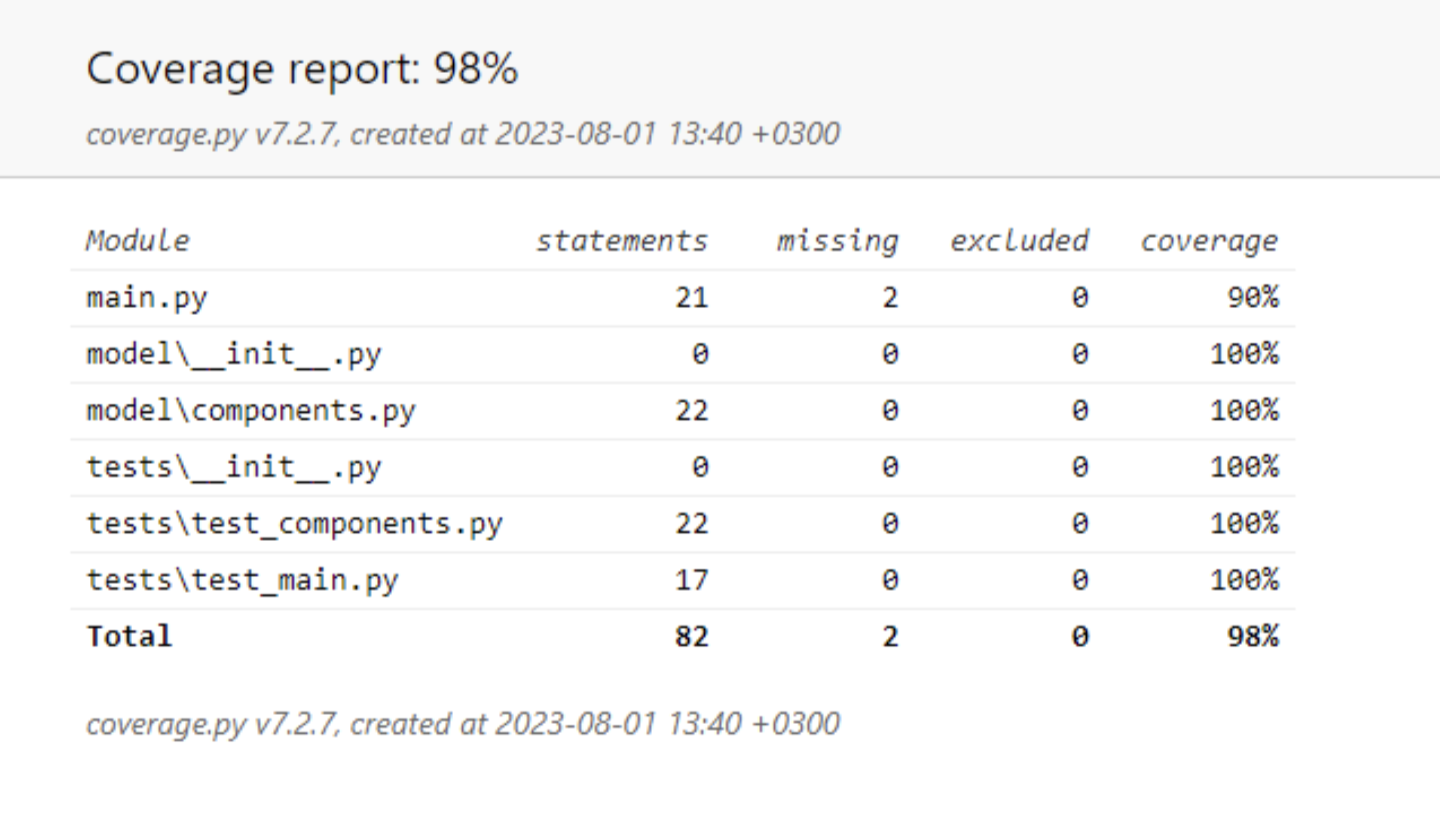 Coverage report: 98%
coverage.py v7.2.7, created at 2023-08-01 13:40 +0300
Module statements missing excluded coverage
main.py 21 2 0 90%
model\__init__.py 0 0 0 100%
model\components.py 22 0 0 100%
tests\__init__.py 0 0 0 100%
tests\test_components.py 22 0 0 100%
tests\test_main.py 17 0 0 100%
Total 82 2 0 98%
coverage.py v7.2.7, created at 2023-08-01 13:40 +0300